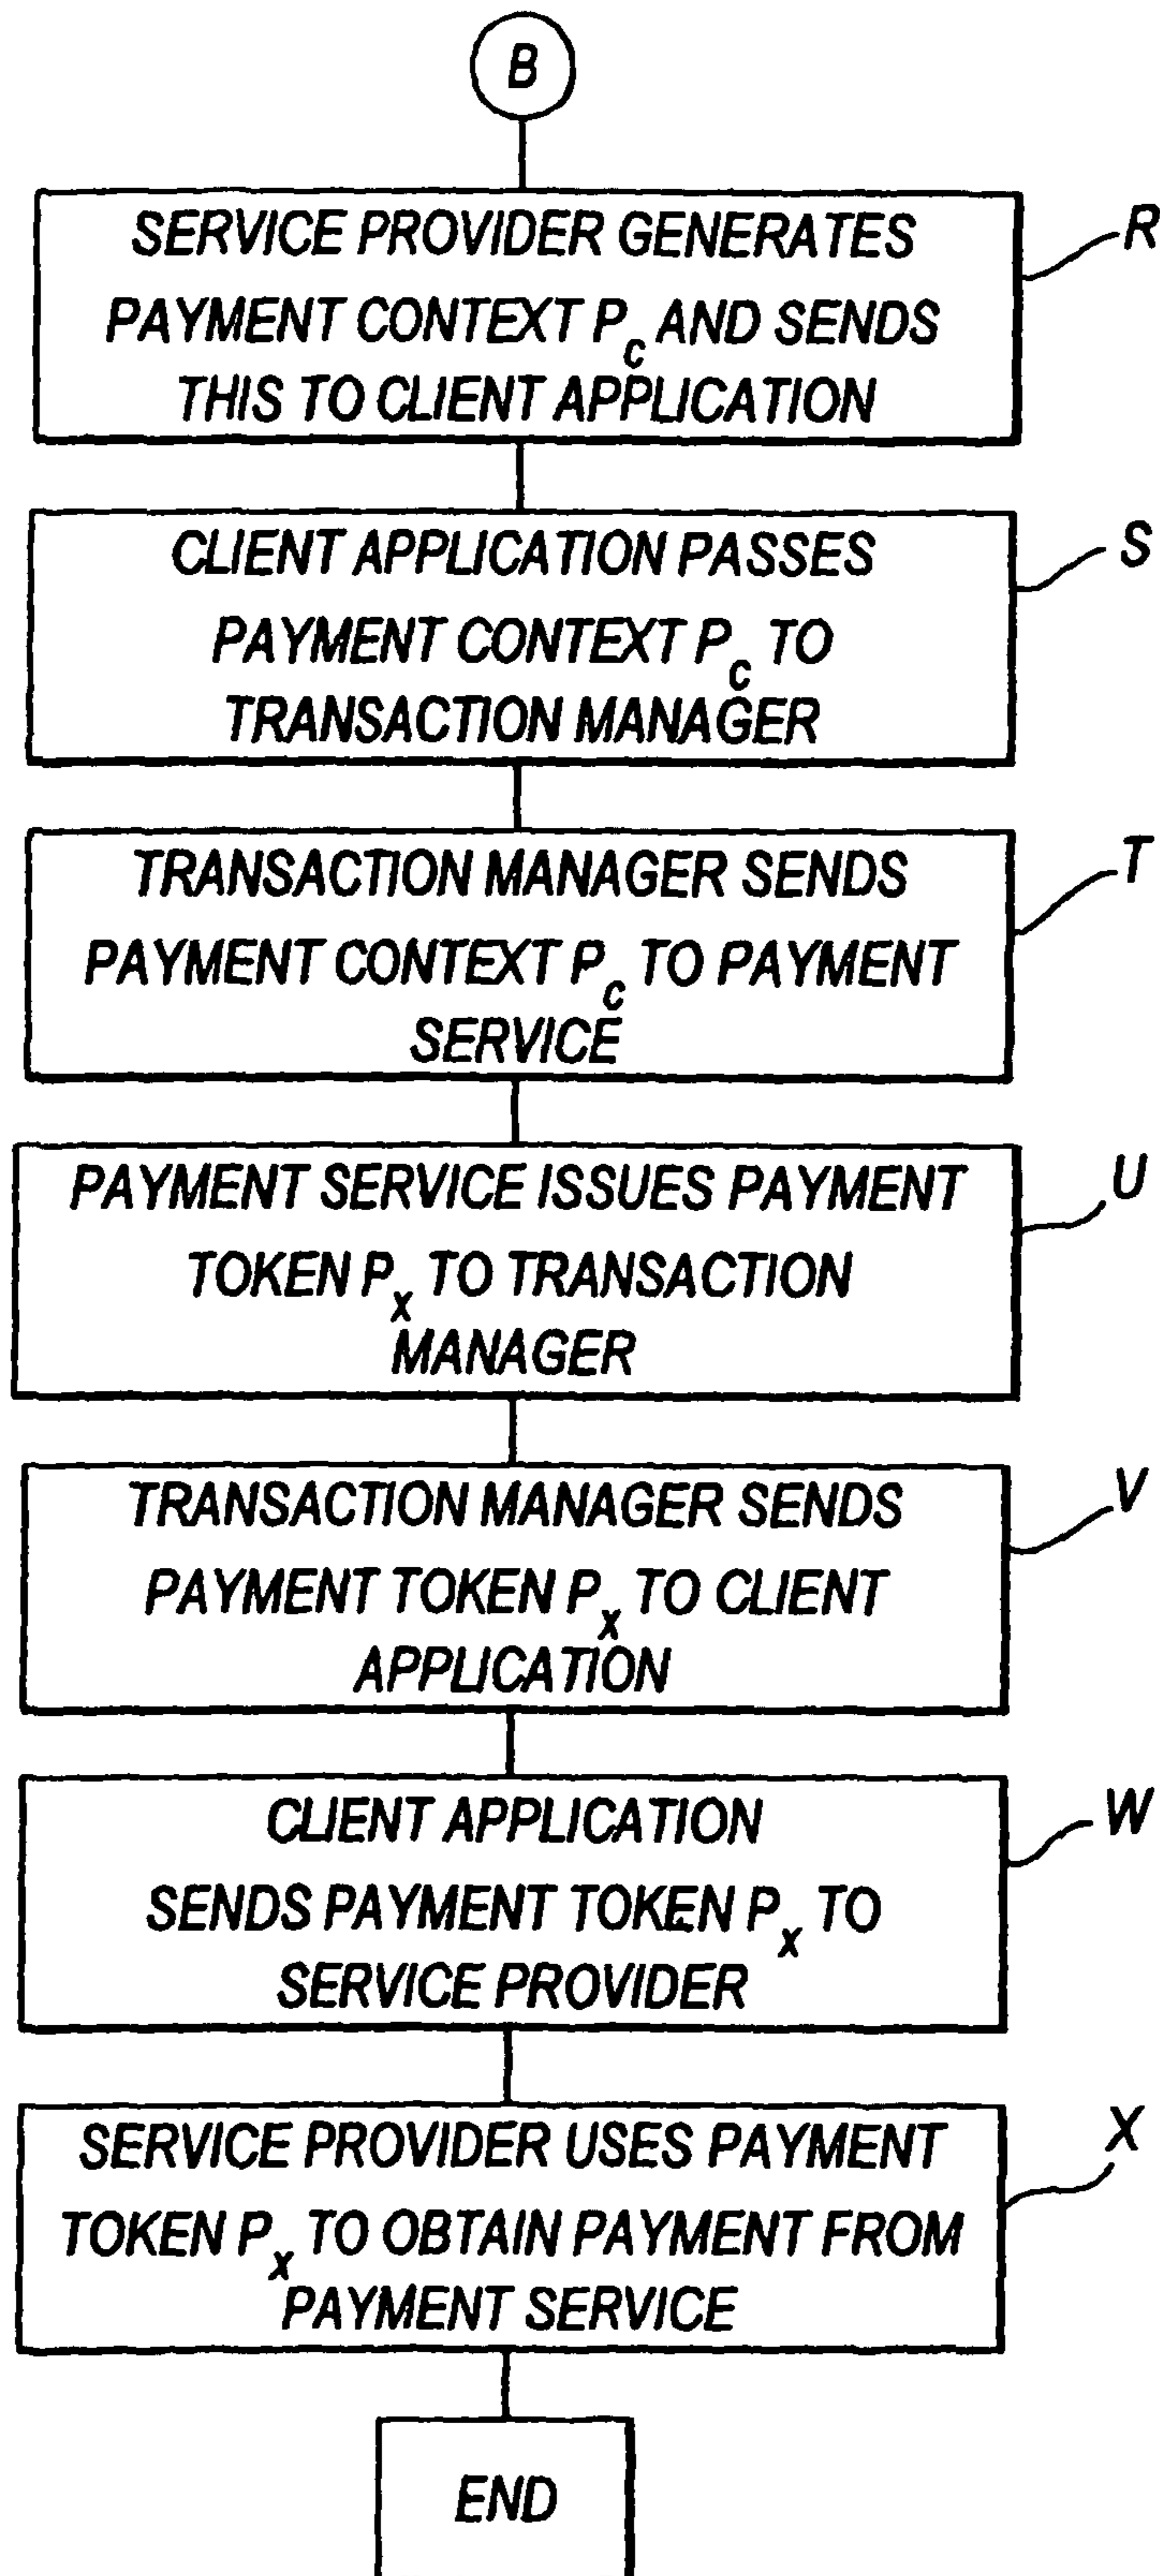 B
SERVICE PROVIDER GENERATES
PAYMENT CONTEXT Pc AND SENDS
THIS TO CLIENT APPLICATION
R
CLIENT APPLICATION PASSES
PAYMENT CONTEXT Pc TO
TRANSACTION MANAGER
S
TRANSACTION MANAGER SENDS
PAYMENT CONTEXT Pc TO PAYMENT
SERVICE
T
PAYMENT SERVICE ISSUES PAYMENT
TOKEN Px TO TRANSACTION
MANAGER
U
TRANSACTION MANAGER SENDS
PAYMENT TOKEN Px TO CLIENT
APPLICATION
V
CLIENT APPLICATION
SENDS PAYMENT TOKEN Px TO
SERVICE PROVIDER
W
SERVICE PROVIDER USES PAYMENT
TOKEN Px TO OBTAIN PAYMENT FROM
PAYMENT SERVICE
X
END